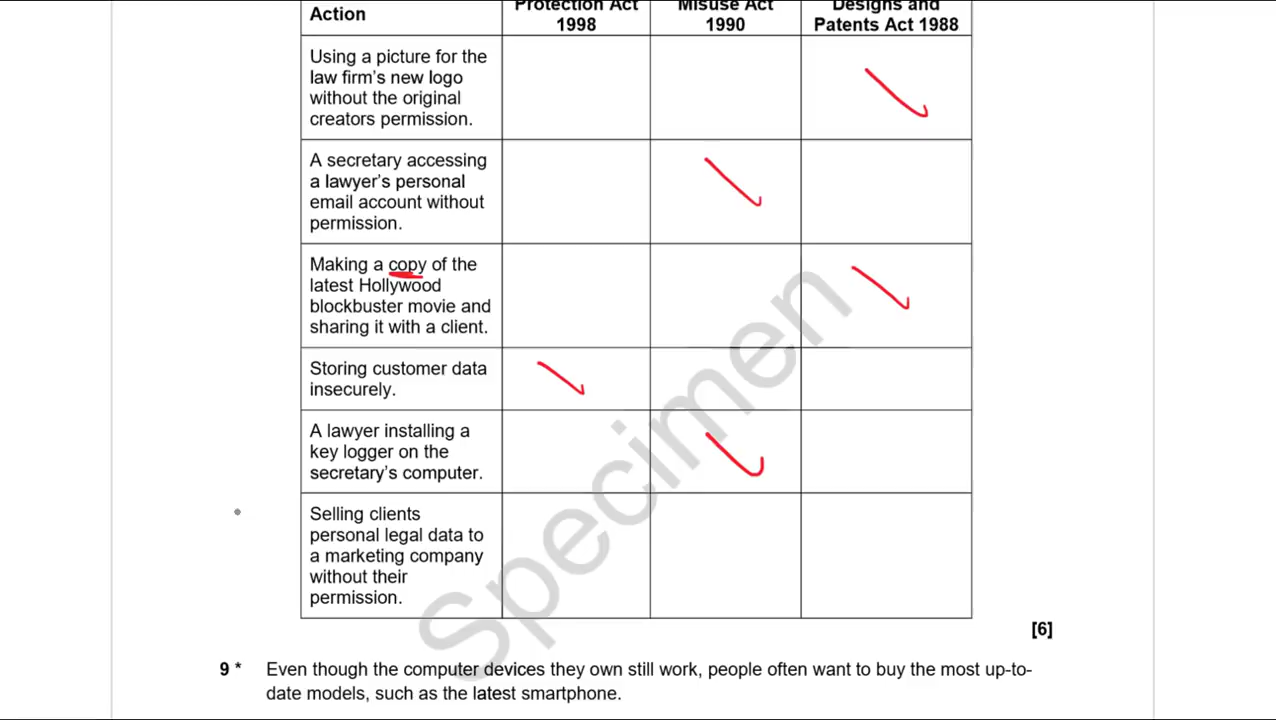 Protection Act
Misuse Act
Designs and
Action
1998
1990
Patents Act 1988
Using a picture for the
law firm's new logo
without the original
creators permission.
A secretary accessing
a lawyer's personal
email account without
permission.
Making a copy of the
latest Hollywood
blockbuster movie and
sharing it with a client.
Storing customer data
insecurely.
A lawyer installing a
key logger on the
secretary's computer.
Selling clients
personal legal data to
a marketing company
without their
permission.
Specimen
[6]
9 * Even though the computer devices they own still work, people often want to buy the most up-to-
date models, such as the latest smartphone.